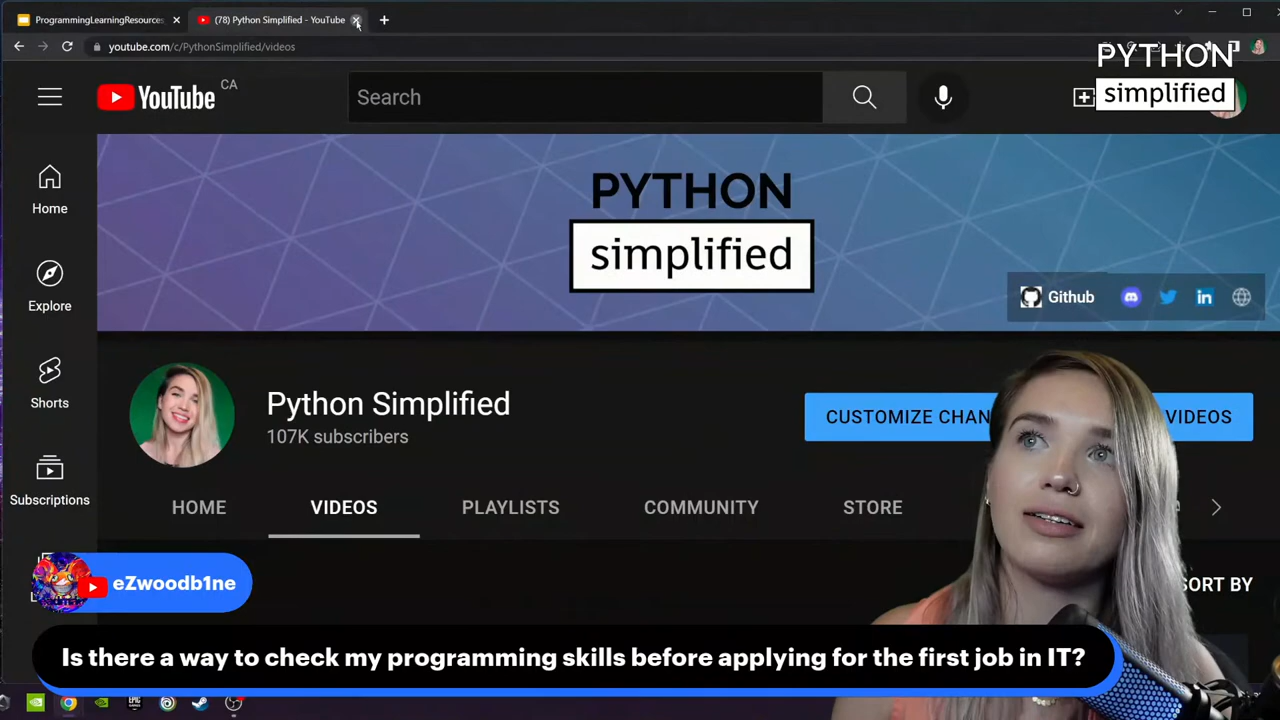 ProgrammingLearningResources
(78) Python Simplified - YouTube
youtube.com/c/PythonSimplified/videos
PYTHON
simplified
YouTube CA
Search
Home
Explore
Shorts
Subscriptions
PYTHON
simplified
Github
Python Simplified
107K subscribers
CUSTOMIZE CHAN
VIDEOS
HOME
VIDEOS
PLAYLISTS
COMMUNITY
STORE
SORT BY
eZwoodb1ne
Is there a way to check my programming skills before applying for the first job in IT?